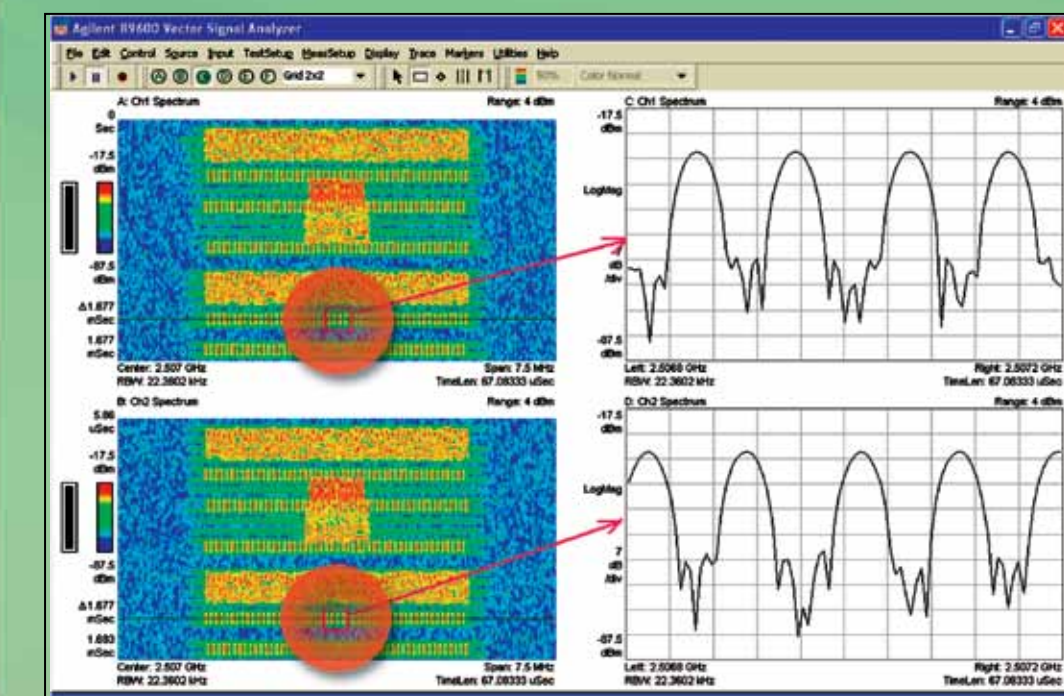 Agilent 89600 Vector Signal Analyzer
File Edit Control Source Input TestSetup MeasSetup Display Trace Markers Utilities Help
A B C D E F Grid 2x2 50% Color Normal
A: Ch1 Spectrum Range: 4 dBm
0
Sec
-17.5
dBm
-87.5
dBm
Δ1.677
mSec
1.677
mSec
Center: 2.507 GHz Span: 7.5 MHz
RBW: 22.3602 kHz TimeLen: 67.08333 uSec
C: Ch1 Spectrum Range: 4 dBm
-17.5
dBm
LogMag
dB
/div
-87.5
dBm
Left: 2.5068 GHz Right: 2.5072 GHz
RBW: 22.3602 kHz TimeLen: 67.08333 uSec
B: Ch2 Spectrum Range: 4 dBm
5.86
uSec
-17.5
dBm
-87.5
dBm
Δ1.677
mSec
1.683
mSec
Center: 2.507 GHz Span: 7.5 MHz
RBW: 22.3602 kHz TimeLen: 67.08333 uSec
D: Ch2 Spectrum Range: 4 dBm
-17.5
dBm
LogMag
7
dB
/div
-87.5
dBm
Left: 2.5068 GHz Right: 2.5072 GHz
RBW: 22.3602 kHz TimeLen: 67.08333 uSec